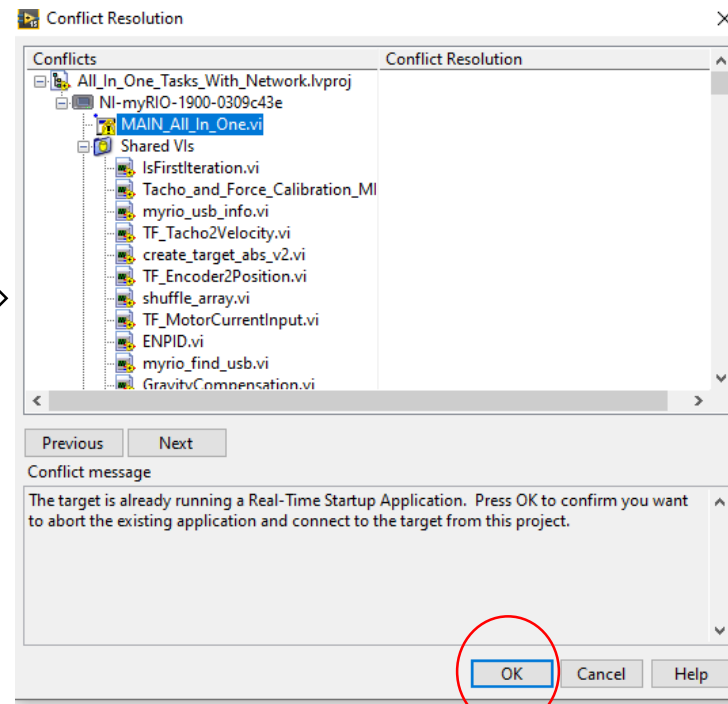 Conflict Resolution
Conflicts Conflict Resolution
All_In_One_Tasks_With_Network.lvproj
NI-myRIO-1900-0309c43e
MAIN_All_In_One.vi
Shared VIs
IsFirstIteration.vi
Tacho_and_Force_Calibration_MI
myrio_usb_info.vi
TF_Tacho2Velocity.vi
create_target_abs_v2.vi
TF_Encoder2Position.vi
shuffle_array.vi
TF_MotorCurrentInput.vi
ENPID.vi
myrio_find_usb.vi
GravityCompensation.vi
Previous Next
Conflict message
The target is already running a Real-Time Startup Application. Press OK to confirm you want
to abort the existing application and connect to the target from this project.
OK Cancel Help